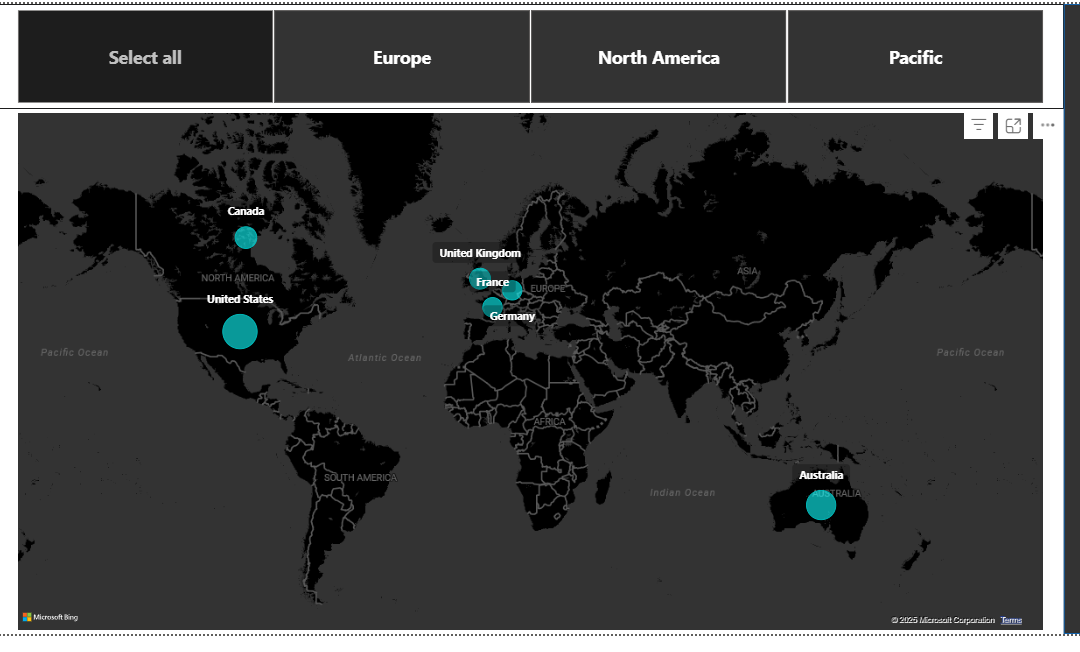 Select all
Europe
North America
Pacific
Canada
NORTH AMERICA
United States
United Kingdom
France
EUROPE
Germany
ASIA
Pacific Ocean
Atlantic Ocean
Pacific Ocean
AFRICA
SOUTH AMERICA
Indian Ocean
Australia
AUSTRALIA
Microsoft Bing
© 2025 Microsoft Corporation Terms